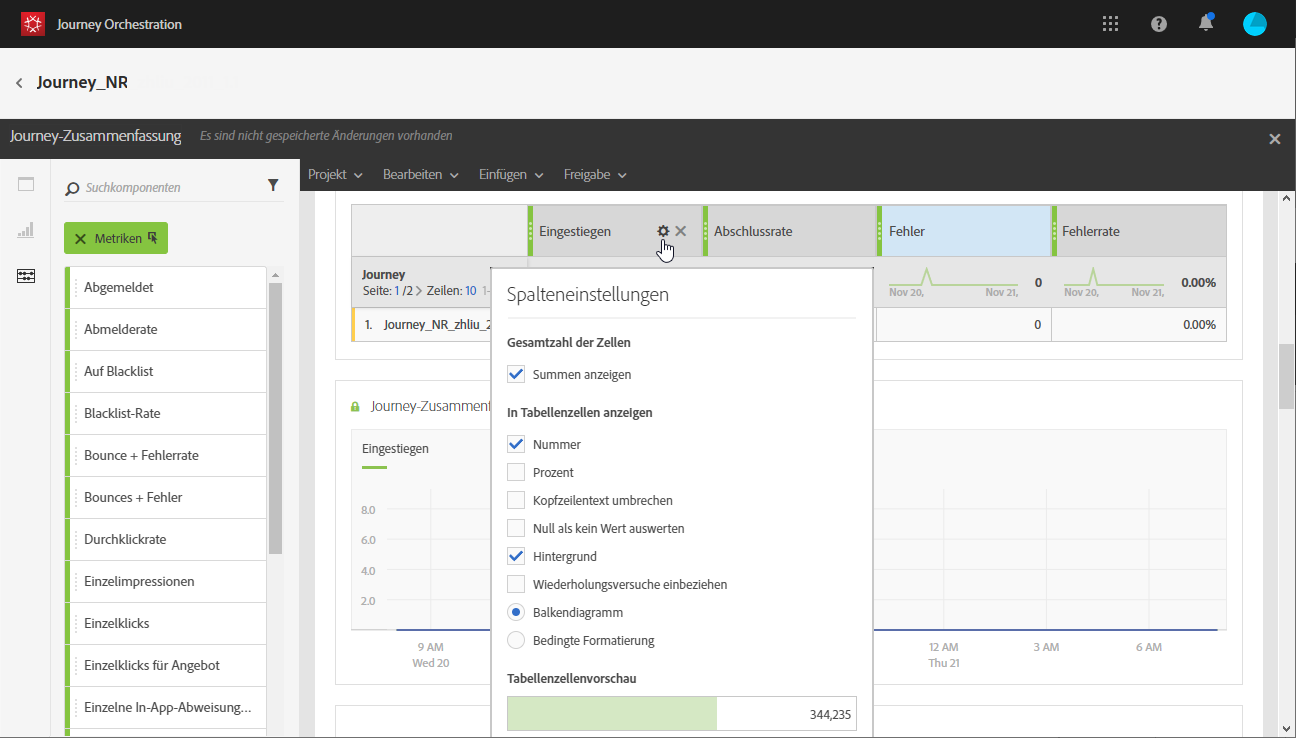 Journey Orchestration
Journey_NR
Journey-Zusammenfassung Es sind nicht gespeicherte Änderungen vorhanden
Suchkomponenten
Metriken
Abgemeldet
Abmelderate
Auf Blacklist
Blacklist-Rate
Bounce + Fehlerrate
Bounces + Fehler
Durchklickrate
Einzelimpressionen
Einzelklicks
Einzelklicks für Angebot
Einzelne In-App-Abweisung...
Projekt Bearbeiten Einfügen Freigabe
Eingestiegen Abschlussrate Fehler Fehlerrate
Journey
Seite: 1 /2 > Zeilen: 10 1-
Nov 20, Nov 21, 0 Nov 20, Nov 21, 0.00%
1. Journey_NR_zhliu_2 0 0.00%
Journey-Zusammenf
Eingestiegen
8.0
6.0
4.0
2.0
9 AM 12 AM 3 AM 6 AM
Wed 20 Thu 21
Spalteneinstellungen
Gesamtzahl der Zellen
Summen anzeigen
In Tabellenzellen anzeigen
Nummer
Prozent
Kopfzeilentext umbrechen
Null als kein Wert auswerten
Hintergrund
Wiederholungsversuche einbeziehen
Balkendiagramm
Bedingte Formatierung
Tabellenzellenvorschau
344,235